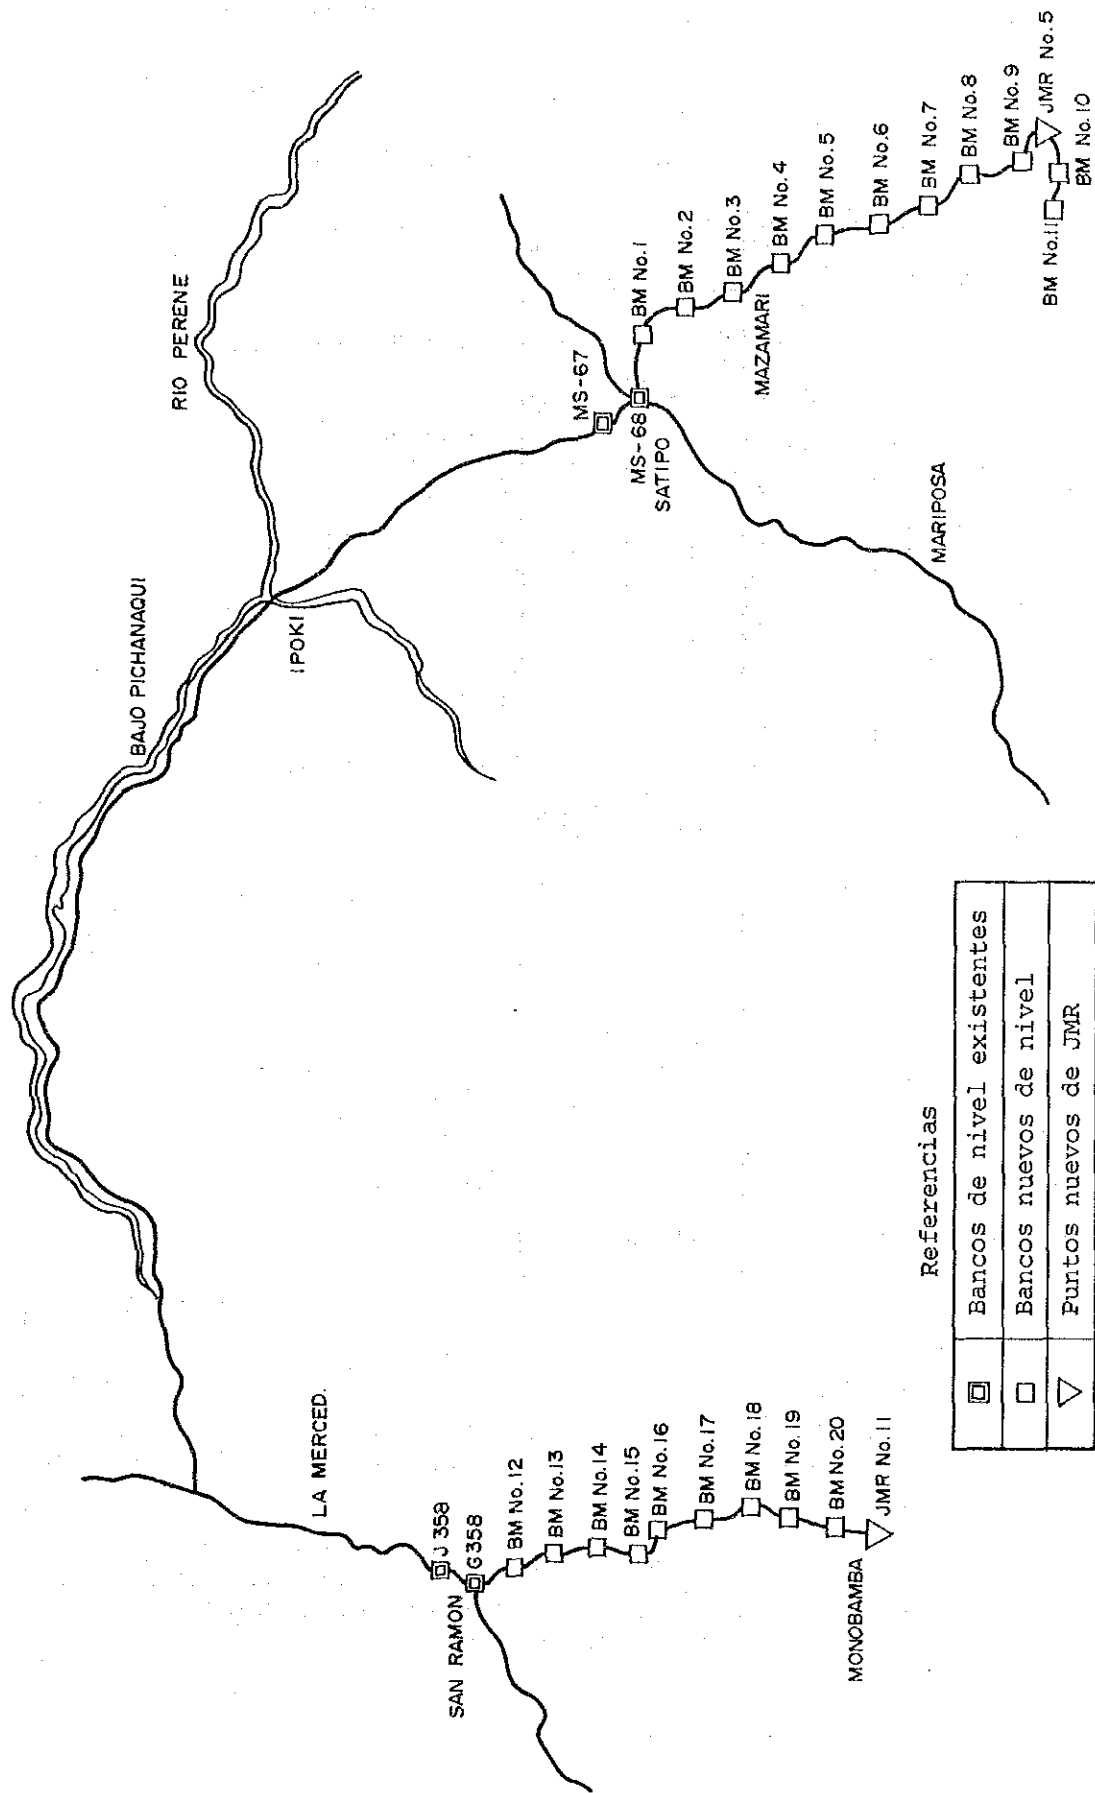 RIO PERENE
BAJO PICHANAQUI
IPOKI
LA MERCED.
J 358
G358
SAN RAMON
BM No.12
BM No.13
BM No.14
BM No.15
BM No.16
BM No.17
BM No.18
BM No.19
BM No.20
MONOBAMBA
JMR No.11
MS-67
MS-68
SATIPO
BM No.1
BM No.2
BM No.3
MAZAMARI
BM No.4
BM No.5
BM No.6
BM No.7
BM No.8
BM No.9
JMR No.5
BM No.10
BM No.11
MARIPOSA
Referencias
Bancos de nivel existentes
Bancos nuevos de nivel
Puntos nuevos de JMR